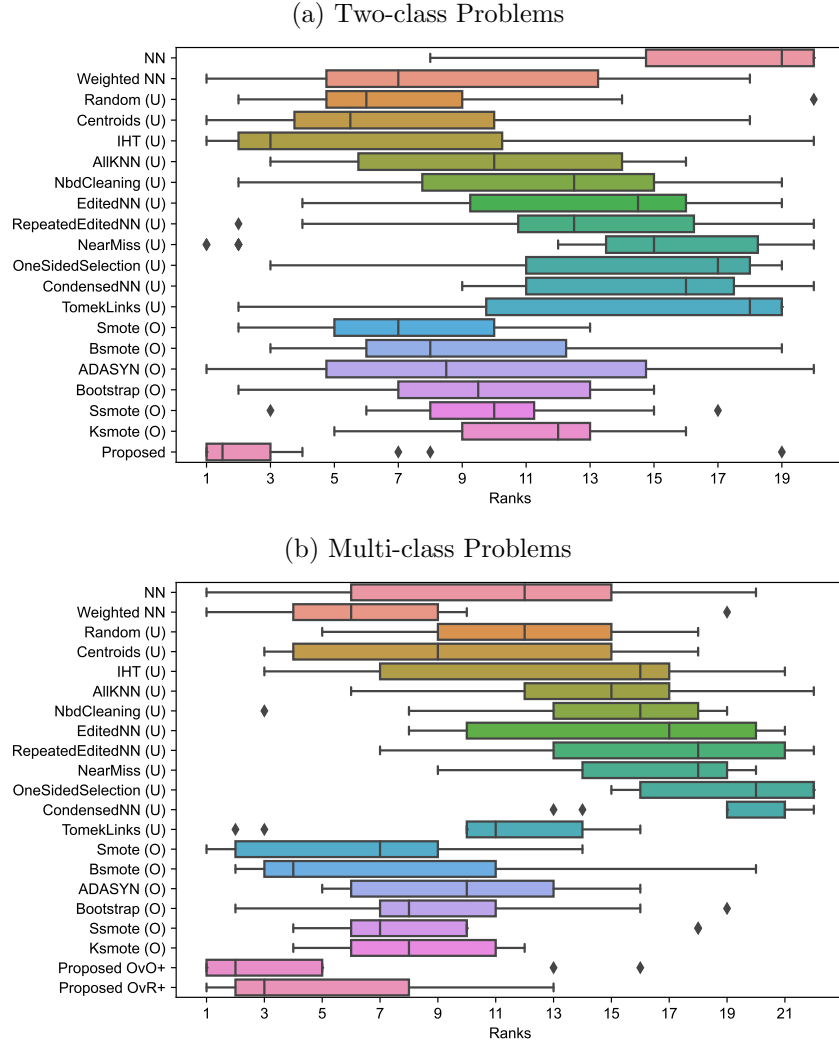 (a) Two-class Problems
NN
Weighted NN
Random (U)
Centroids (U)
IHT (U)
AllKNN (U)
NbdCleaning (U)
EditedNN (U)
RepeatedEditedNN (U)
NearMiss (U)
OneSidedSelection (U)
CondensedNN (U)
TomekLinks (U)
Smote (O)
Bsmote (O)
ADASYN (O)
Bootstrap (O)
Ssmote (O)
Ksmote (O)
Proposed
1 3 5 7 9 11 13 15 17 19
Ranks
(b) Multi-class Problems
NN
Weighted NN
Random (U)
Centroids (U)
IHT (U)
AllKNN (U)
NbdCleaning (U)
EditedNN (U)
RepeatedEditedNN (U)
NearMiss (U)
OneSidedSelection (U)
CondensedNN (U)
TomekLinks (U)
Smote (O)
Bsmote (O)
ADASYN (O)
Bootstrap (O)
Ssmote (O)
Ksmote (O)
Proposed OvO+
Proposed OvR+
1 3 5 7 9 11 13 15 17 19 21
Ranks